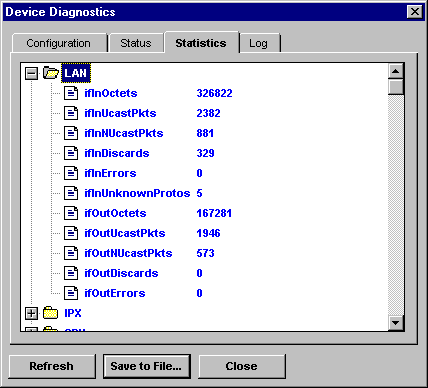 Device Diagnostics
Configuration Status Statistics Log
LAN
ifInOctets 326822
ifInUcastPkts 2382
ifInNUcastPkts 881
ifInDiscards 329
ifInErrors 0
ifInUnknownProtos 5
ifOutOctets 167281
ifOutUcastPkts 1946
ifOutNUcastPkts 573
ifOutDiscards 0
ifOutErrors 0
IPX
Refresh Save to File... Close